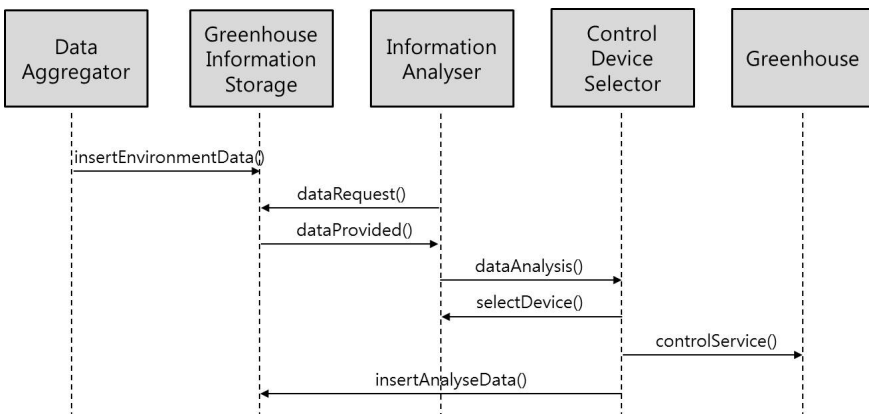 Data
Aggregator
Greenhouse
Information
Storage
Information
Analyser
Control
Device
Selector
Greenhouse
insertEnvironmentData()
dataRequest()
dataProvided()
dataAnalysis()
selectDevice()
controlService()
insertAnalyseData()